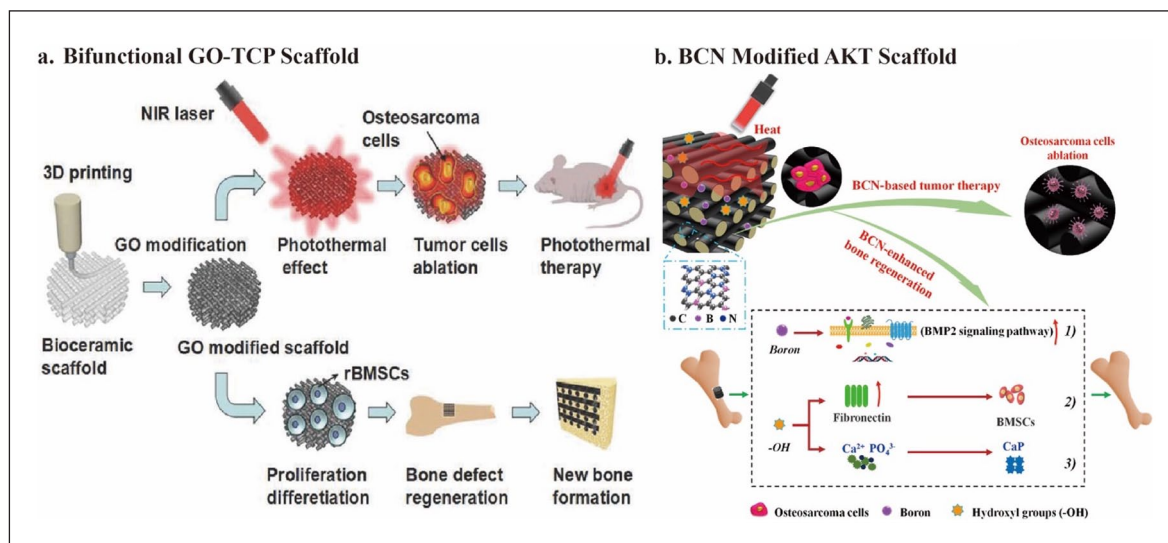 a. Bifunctional GO-TCP Scaffold
NIR laser
Osteosarcoma
cells
3D printing
GO modification
Photothermal
effect
Tumor cells
ablation
Photothermal
therapy
Bioceramic
scaffold
GO modified scaffold
rBMSCs
Proliferation
differetiation
Bone defect
regeneration
New bone
formation
b. BCN Modified AKT Scaffold
Heat
Osteosarcoma cells
ablation
BCN-based tumor therapy
BCN-enhanced
bone regeneration
C B N
Boron
(BMP2 signaling pathway)
1)
Fibronectin
BMSCs
2)
-OH
Ca²⁺ PO₄³⁻
CaP
3)
Osteosarcoma cells
Boron
Hydroxyl groups (-OH)